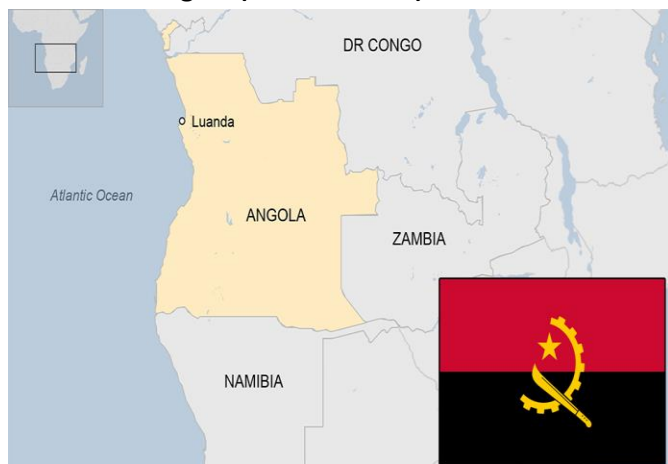 DR CONGO
Luanda
Atlantic Ocean
ANGOLA
ZAMBIA
NAMIBIA